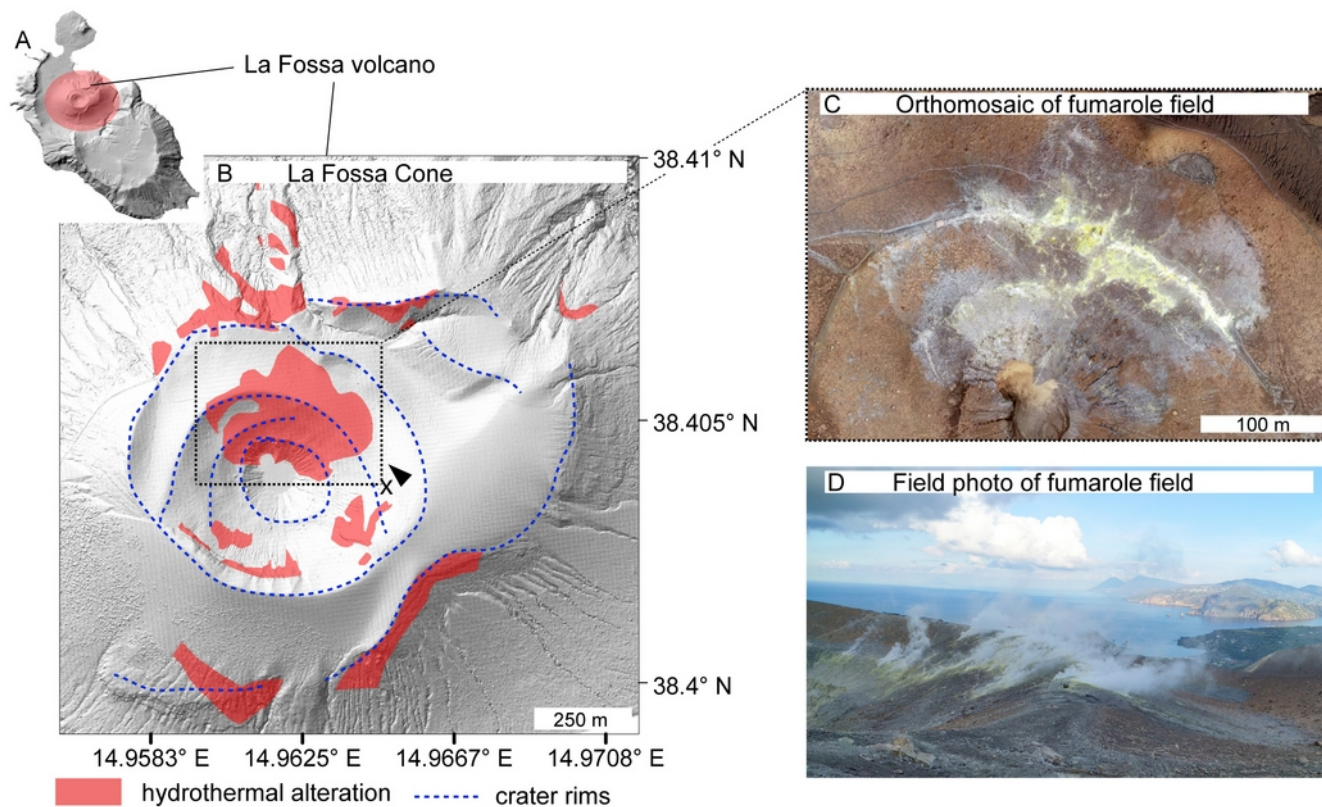 A
La Fossa volcano
B La Fossa Cone
38.41° N
38.405° N
38.4° N
x
250 m
14.9583° E 14.9625° E 14.9667° E 14.9708° E
hydrothermal alteration crater rims
C Orthomosaic of fumarole field
100 m
D Field photo of fumarole field